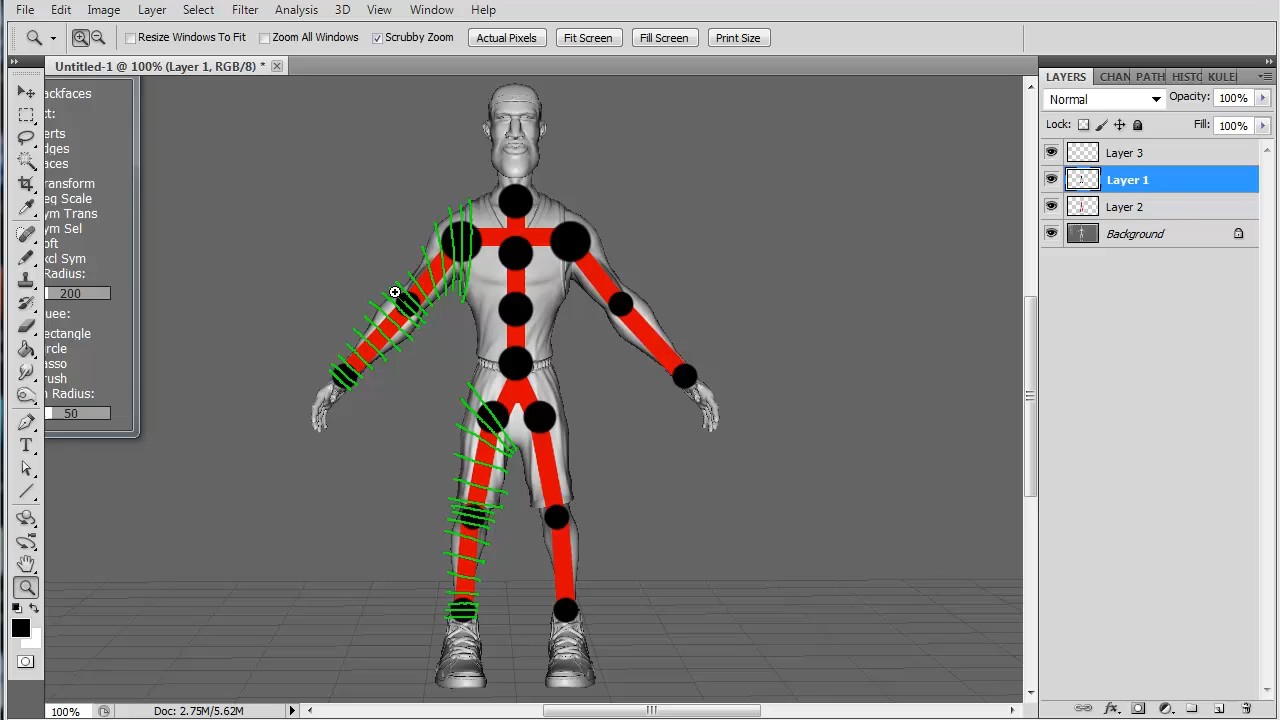 File Edit Image Layer Select Filter Analysis 3D View Window Help
Resize Windows To Fit Zoom All Windows Scrubby Zoom Actual Pixels Fit Screen Fill Screen Print Size
Untitled-1 @ 100% (Layer 1, RGB/8) *
LAYERS CHAN PATH HISTO KULE
Normal Opacity: 100%
Lock: Fill: 100%
Layer 3
Layer 1
Layer 2
Background
ackfaces
ct:
erts
dges
aces
ransform
eq Scale
ym Trans
ym Sel
oft
xcl Sym
Radius:
200
uee:
ectangle
ircle
asso
rush
n Radius:
50
100% Doc: 2.75M/5.62M